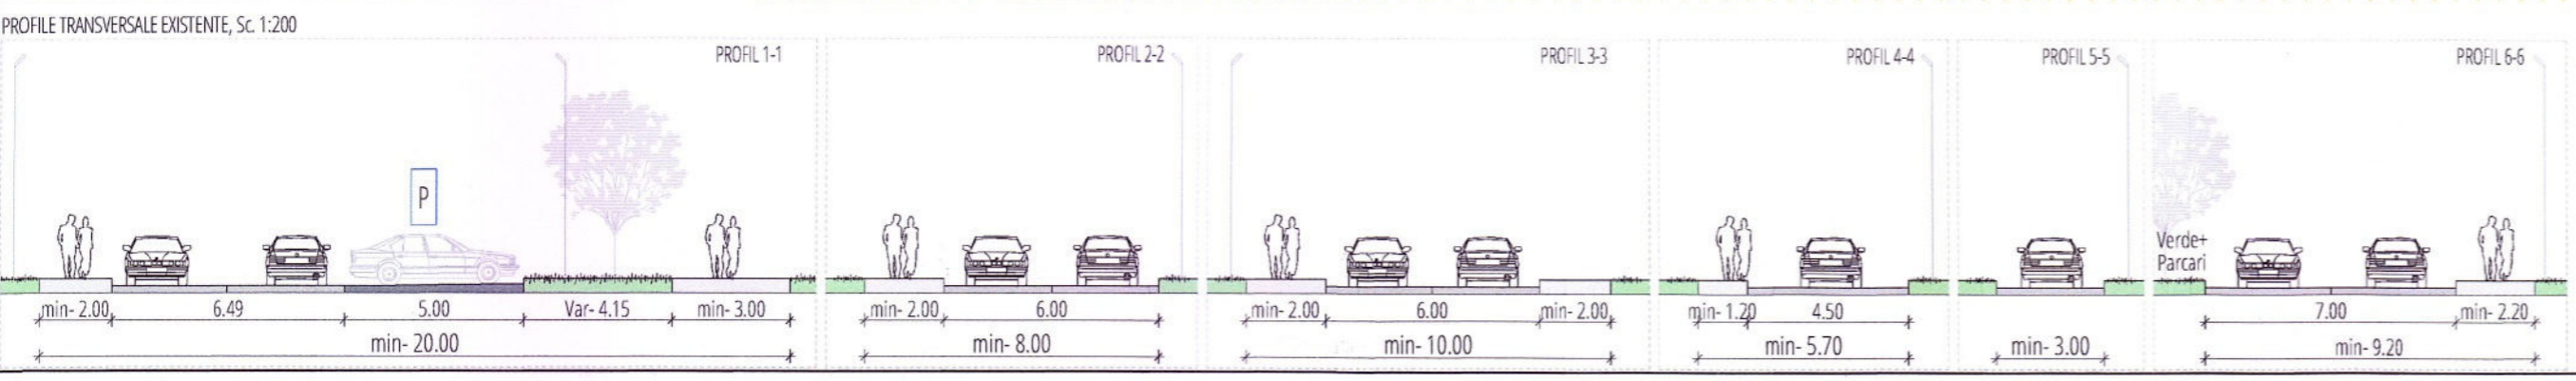 PROFILE TRANSVERSALE EXISTENTE, Sc. 1:200
PROFIL 1-1
P
min- 2.00
6.49
5.00
Var- 4.15
min- 3.00
min- 20.00
PROFIL 2-2
min- 2.00
6.00
min- 8.00
PROFIL 3-3
min- 2.00
6.00
min- 2.00
min- 10.00
PROFIL 4-4
min- 1.20
4.50
min- 5.70
PROFIL 5-5
min- 3.00
PROFIL 6-6
Verde+
Parcari
7.00
min- 2.20
min- 9.20